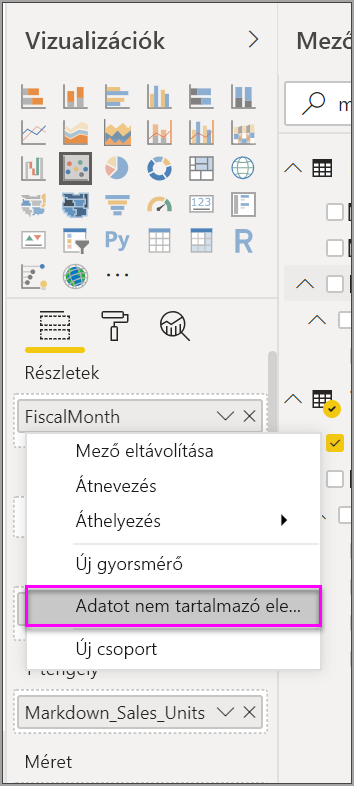 Vizualizációk
Mező
m
123
Py
R
Részletek
FiscalMonth
Mező eltávolítása
Átnevezés
Áthelyezés
Új gyorsmérő
Adatot nem tartalmazó ele...
Új csoport
Y tengely
Markdown_Sales_Units
Méret